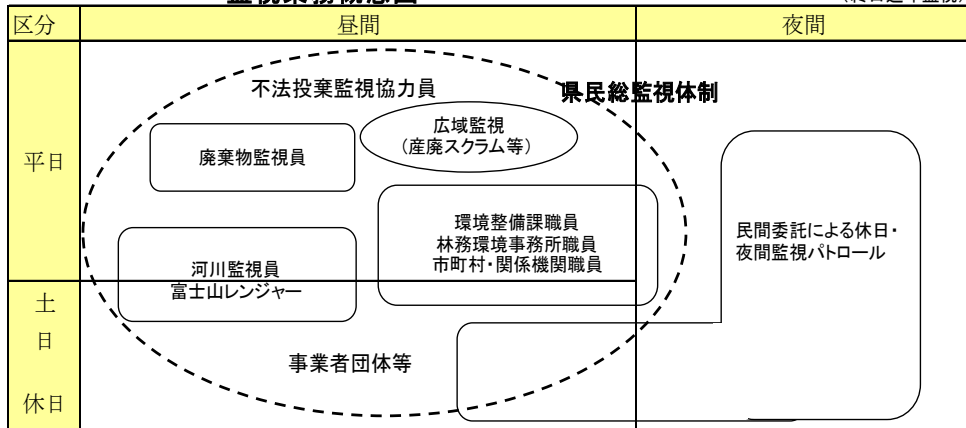 区分
昼間
夜間
平日
不法投棄監視協力員
県民総監視体制
広域監視
(産廃スクラム等)
廃棄物監視員
環境整備課職員
林務環境事務所職員
市町村・関係機関職員
民間委託による休日・
夜間監視パトロール
河川監視員
富士山レンジャー
土
日
休日
事業者団体等